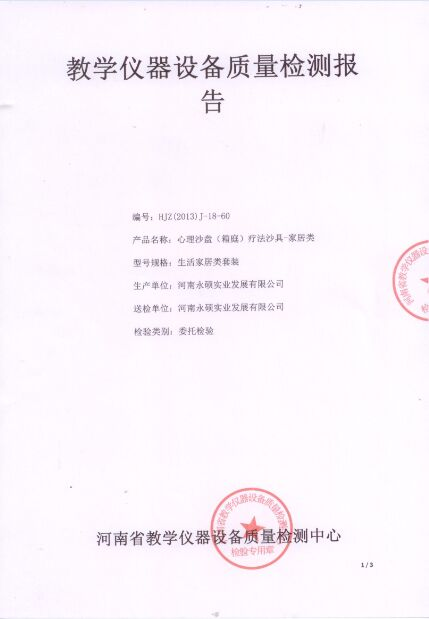 教学仪器设备质量检测报
告
编号：HJZ(2013)J-18-60
产品名称：心理沙盘（箱庭）疗法沙具-家居类
型号规格：生活家居类套装
生产单位：河南永硕实业发展有限公司
送检单位：河南永硕实业发展有限公司
检验类别：委托检验
河南省教学仪器设备质量检测中心
检验专用章
1/3